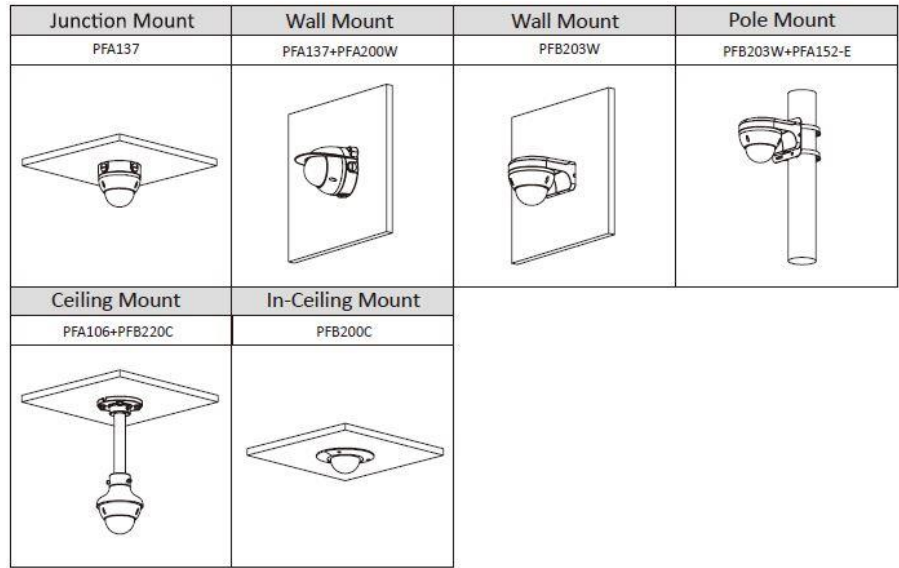 Junction Mount
Wall Mount
Wall Mount
Pole Mount
PFA137
PFA137+PFA200W
PFB203W
PFB203W+PFA152-E
Ceiling Mount
In-Ceiling Mount
PFA106+PFB220C
PFB200C